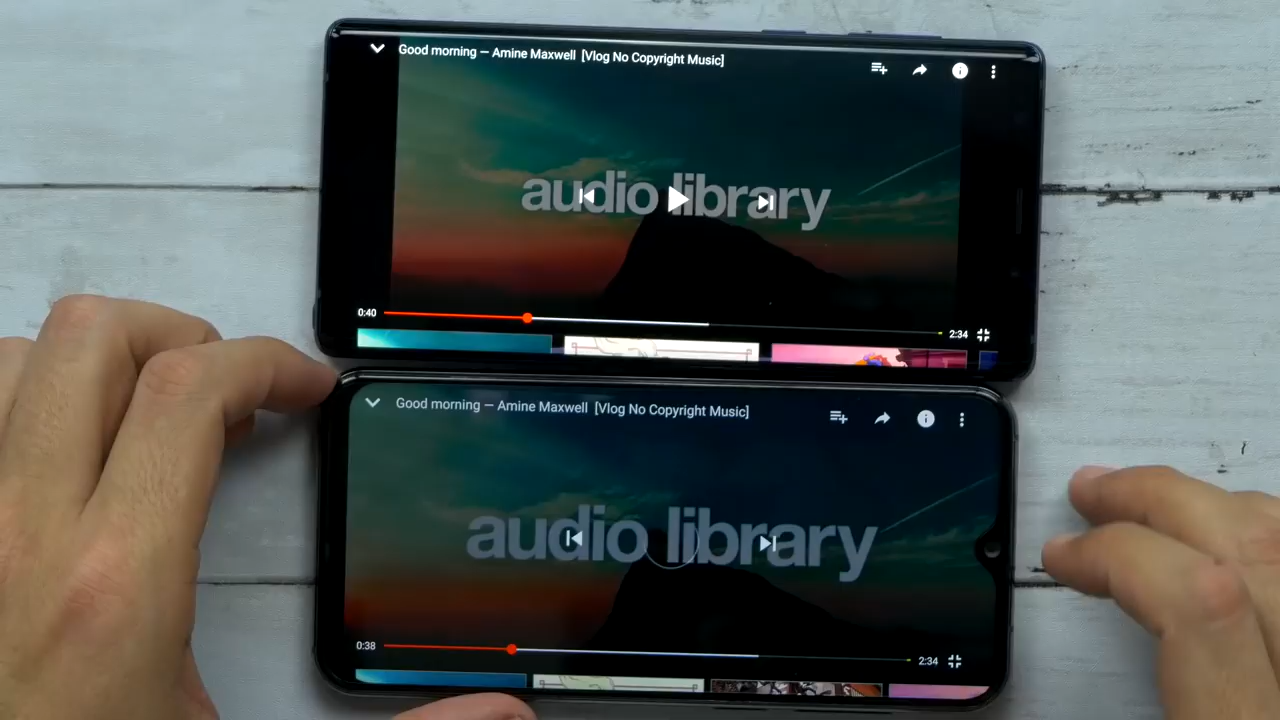 Good morning — Amine Maxwell [Vlog No Copyright Music]
audio library
0:40
2:34
Good morning — Amine Maxwell [Vlog No Copyright Music]
audio library
0:38
2:34